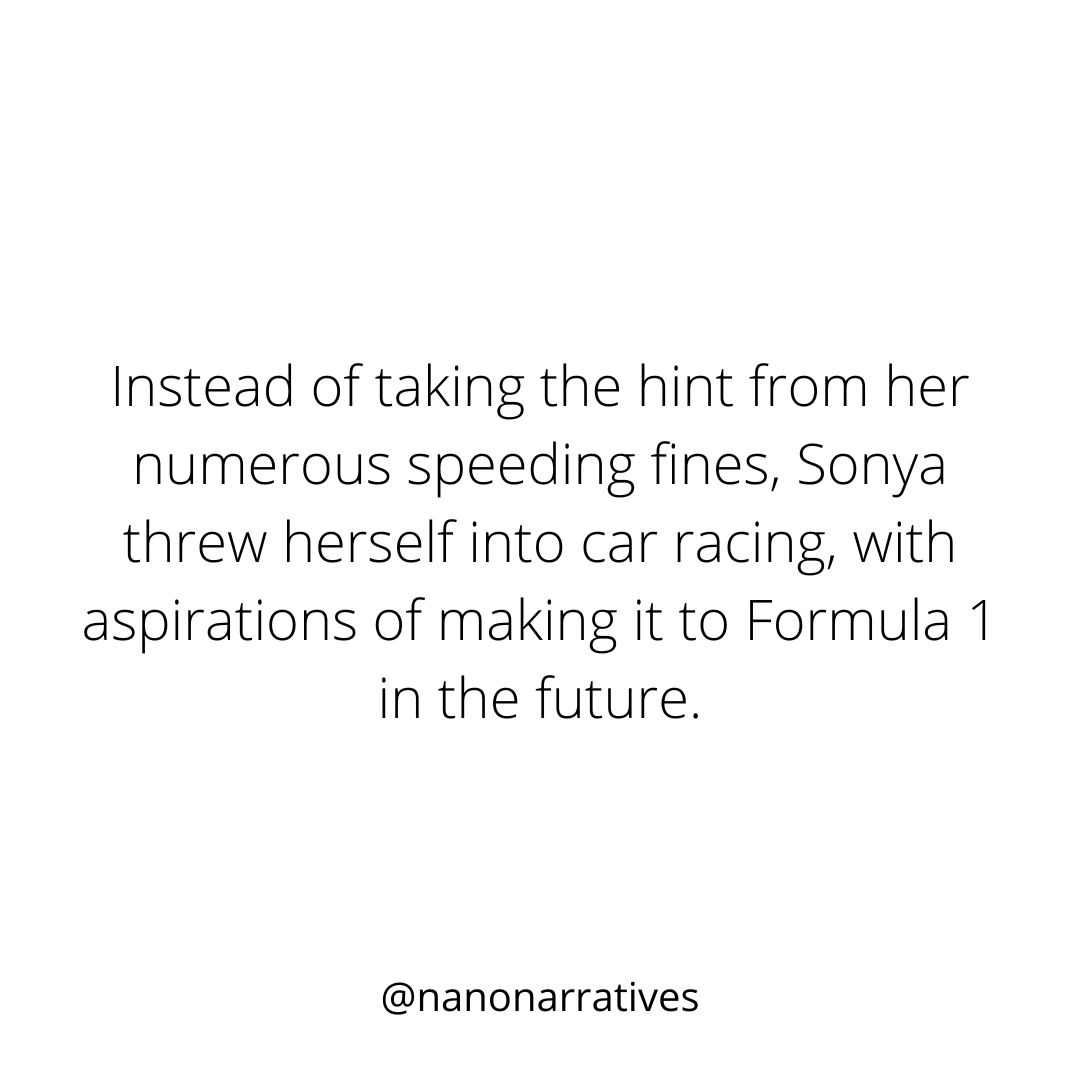 Instead of taking the hint from her
numerous speeding fines, Sonya
threw herself into car racing, with
aspirations of making it to Formula 1
in the future.
@nanonarratives